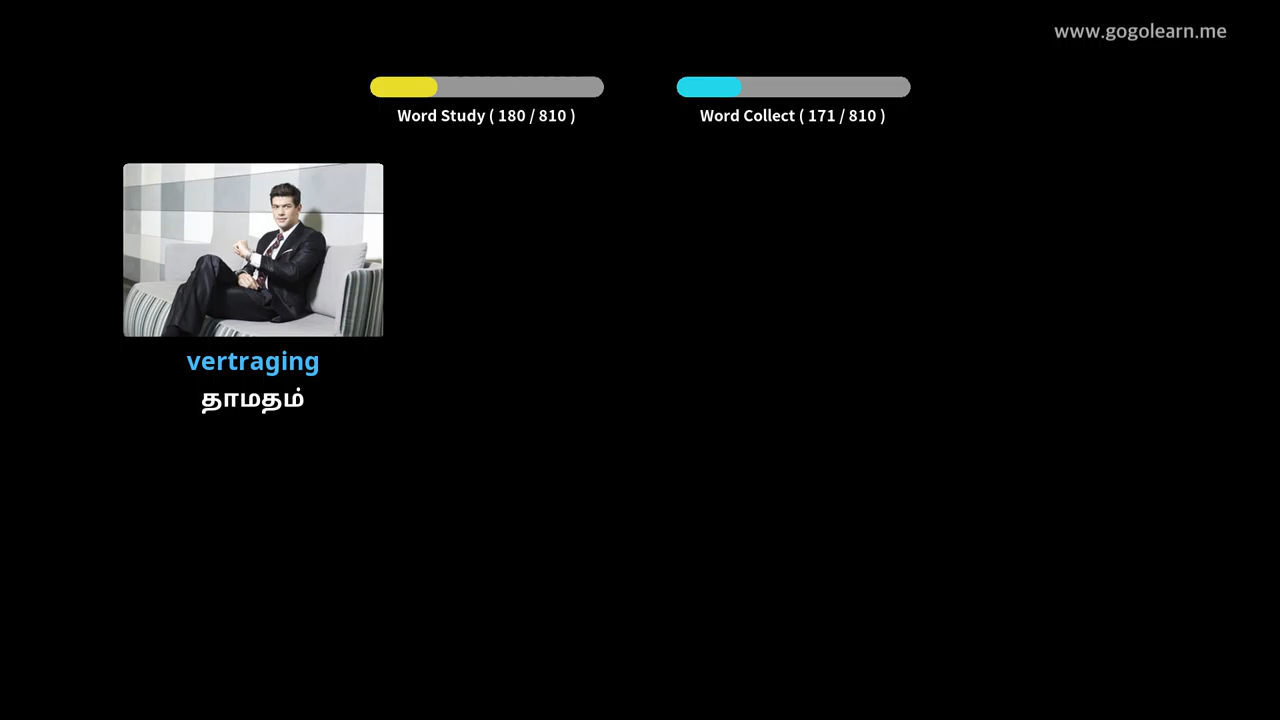 www.gogolearn.me
Word Study ( 180 / 810 )
Word Collect ( 171 / 810 )
vertraging
தாமதம்